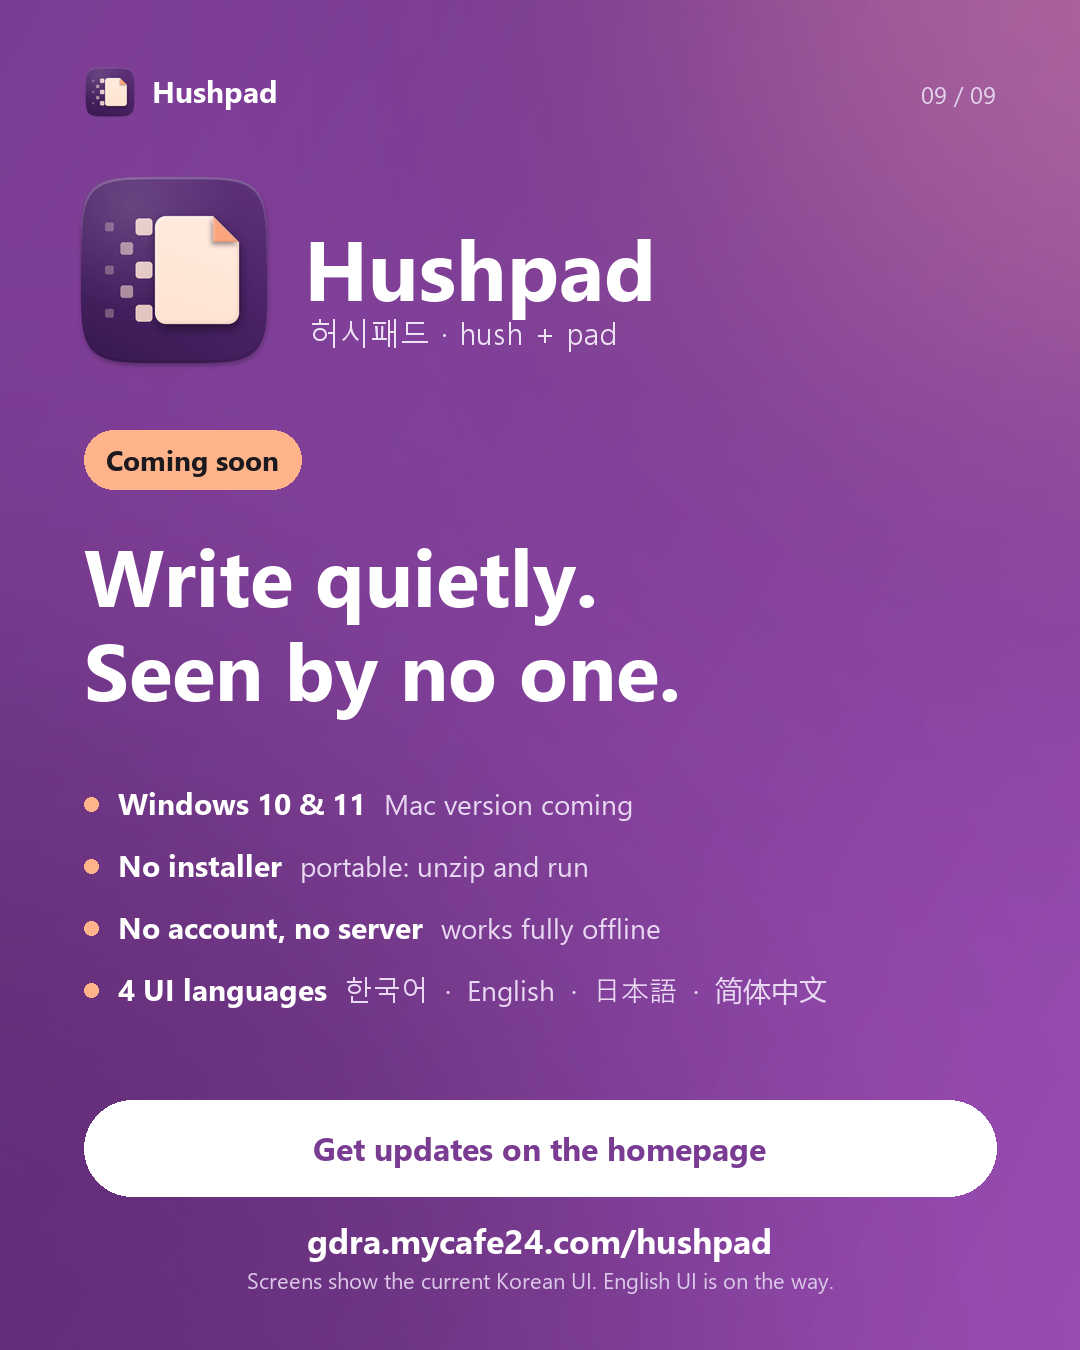 Hushpad
09 / 09
Hushpad
허시패드 · hush + pad
Coming soon
Write quietly.
Seen by no one.
Windows 10 & 11 Mac version coming
No installer portable: unzip and run
No account, no server works fully offline
4 UI languages 한국어 · English · 日本語 · 简体中文
Get updates on the homepage
gdra.mycafe24.com/hushpad
Screens show the current Korean UI. English UI is on the way.